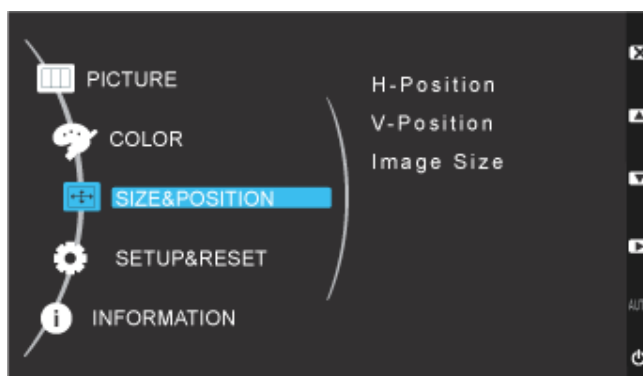 PICTURE
COLOR
SIZE&POSITION
SETUP&RESET
INFORMATION
H-Position
V-Position
Image Size